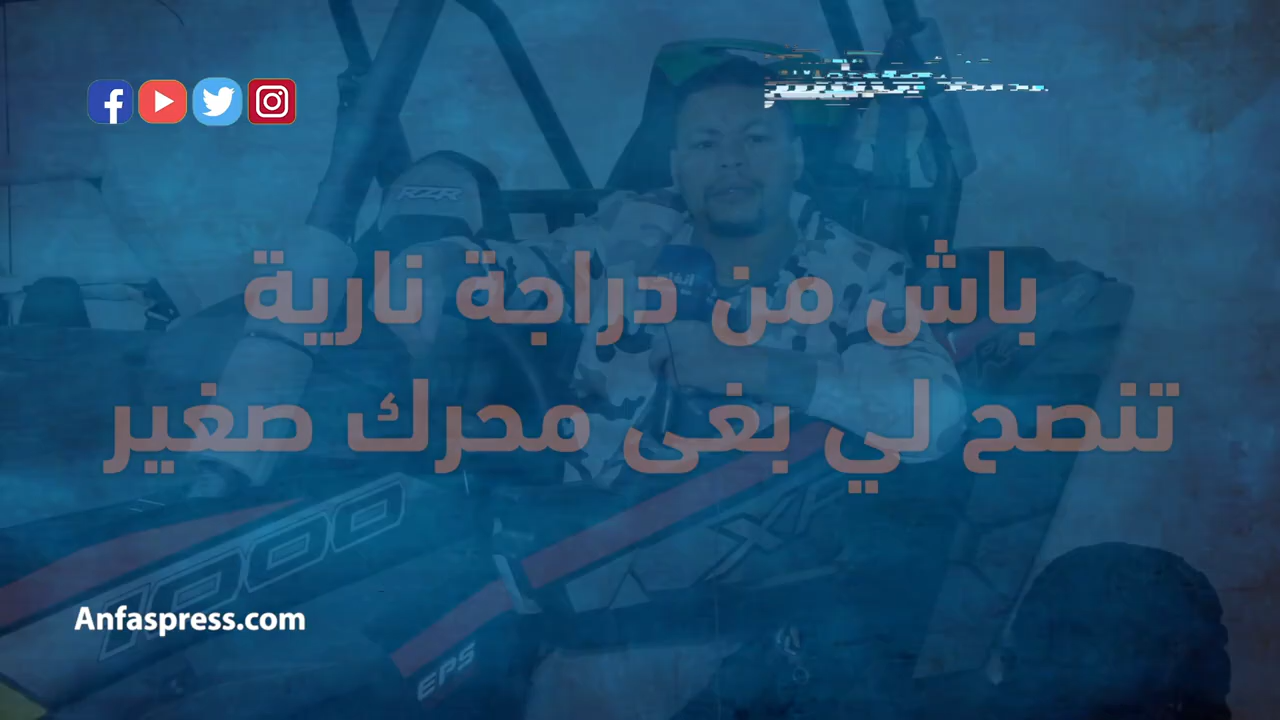 RZR
باش من دراجة نارية
تنصح لي بغى محرك صغير
1000
XP
EPS
Anfaspress.com